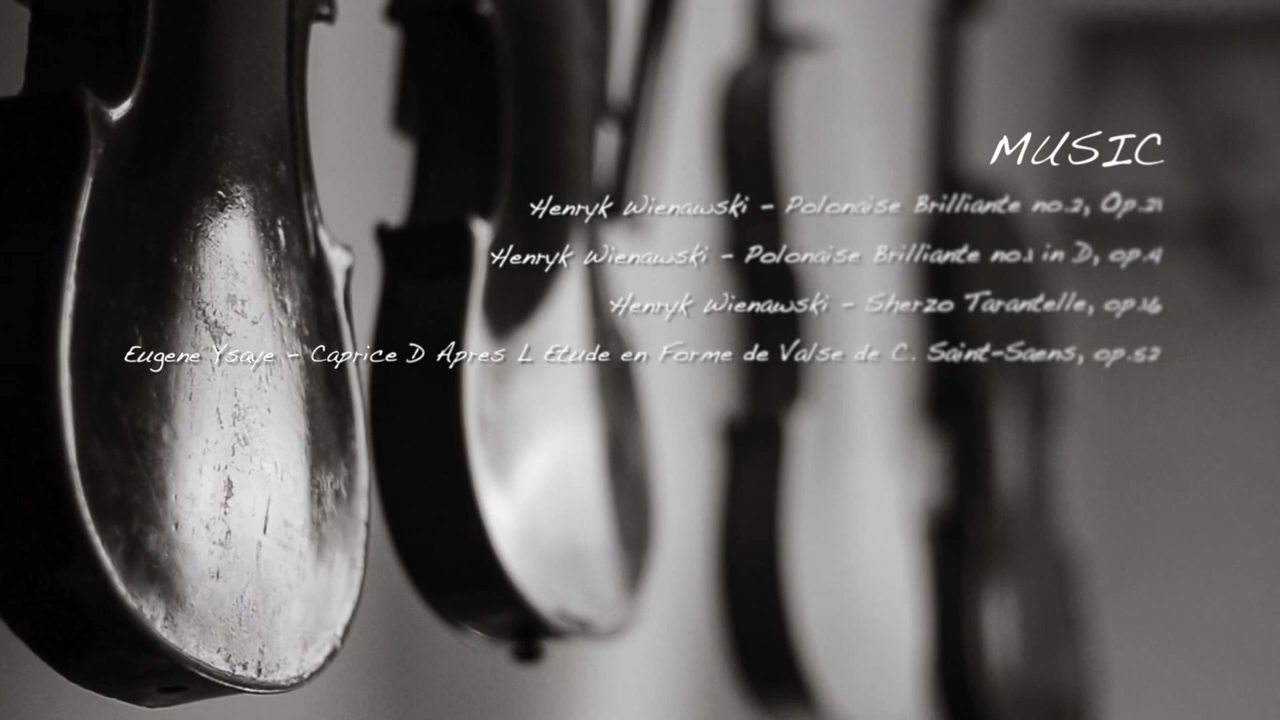 MUSIC
Henryk Wienawski - Polonaise Brilliante no.2, Op.21
Henryk Wienawski - Polonaise Brilliante no.1 in D, op.4
Henryk Wienawski - Sherzo Tarantelle, op.16
Eugene Ysaye - Caprice D Apres L Etude en Forme de Valse de C. Saint-Saens, op.52